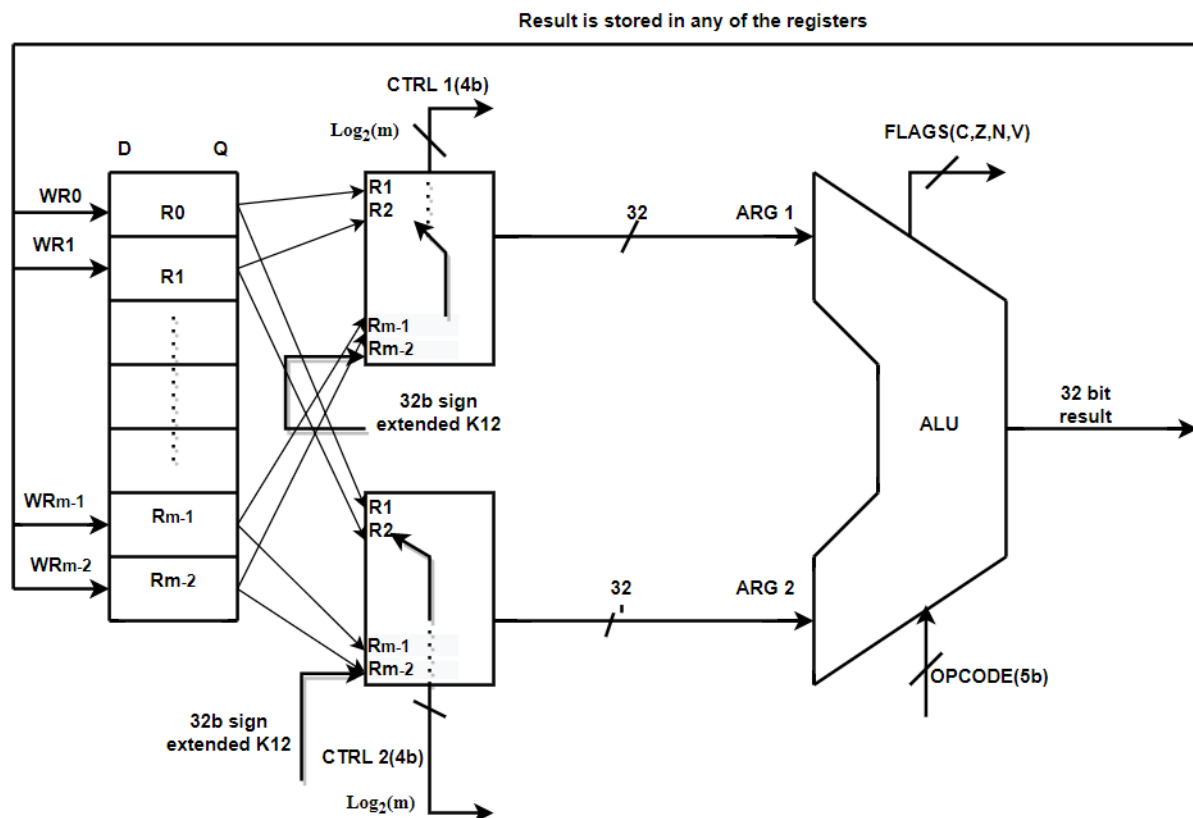 Result is stored in any of the registers
CTRL 1(4b)
Log2(m)
FLAGS(C,Z,N,V)
D
Q
WR0
R0
R1
R2
32
ARG 1
WR1
R1
Rm-1
Rm-2
32b sign
extended K12
32 bit
result
ALU
WRm-1
Rm-1
R1
R2
WRm-2
Rm-2
32
ARG 2
Rm-1
Rm-2
OPCODE(5b)
32b sign
extended K12
CTRL 2(4b)
Log2(m)